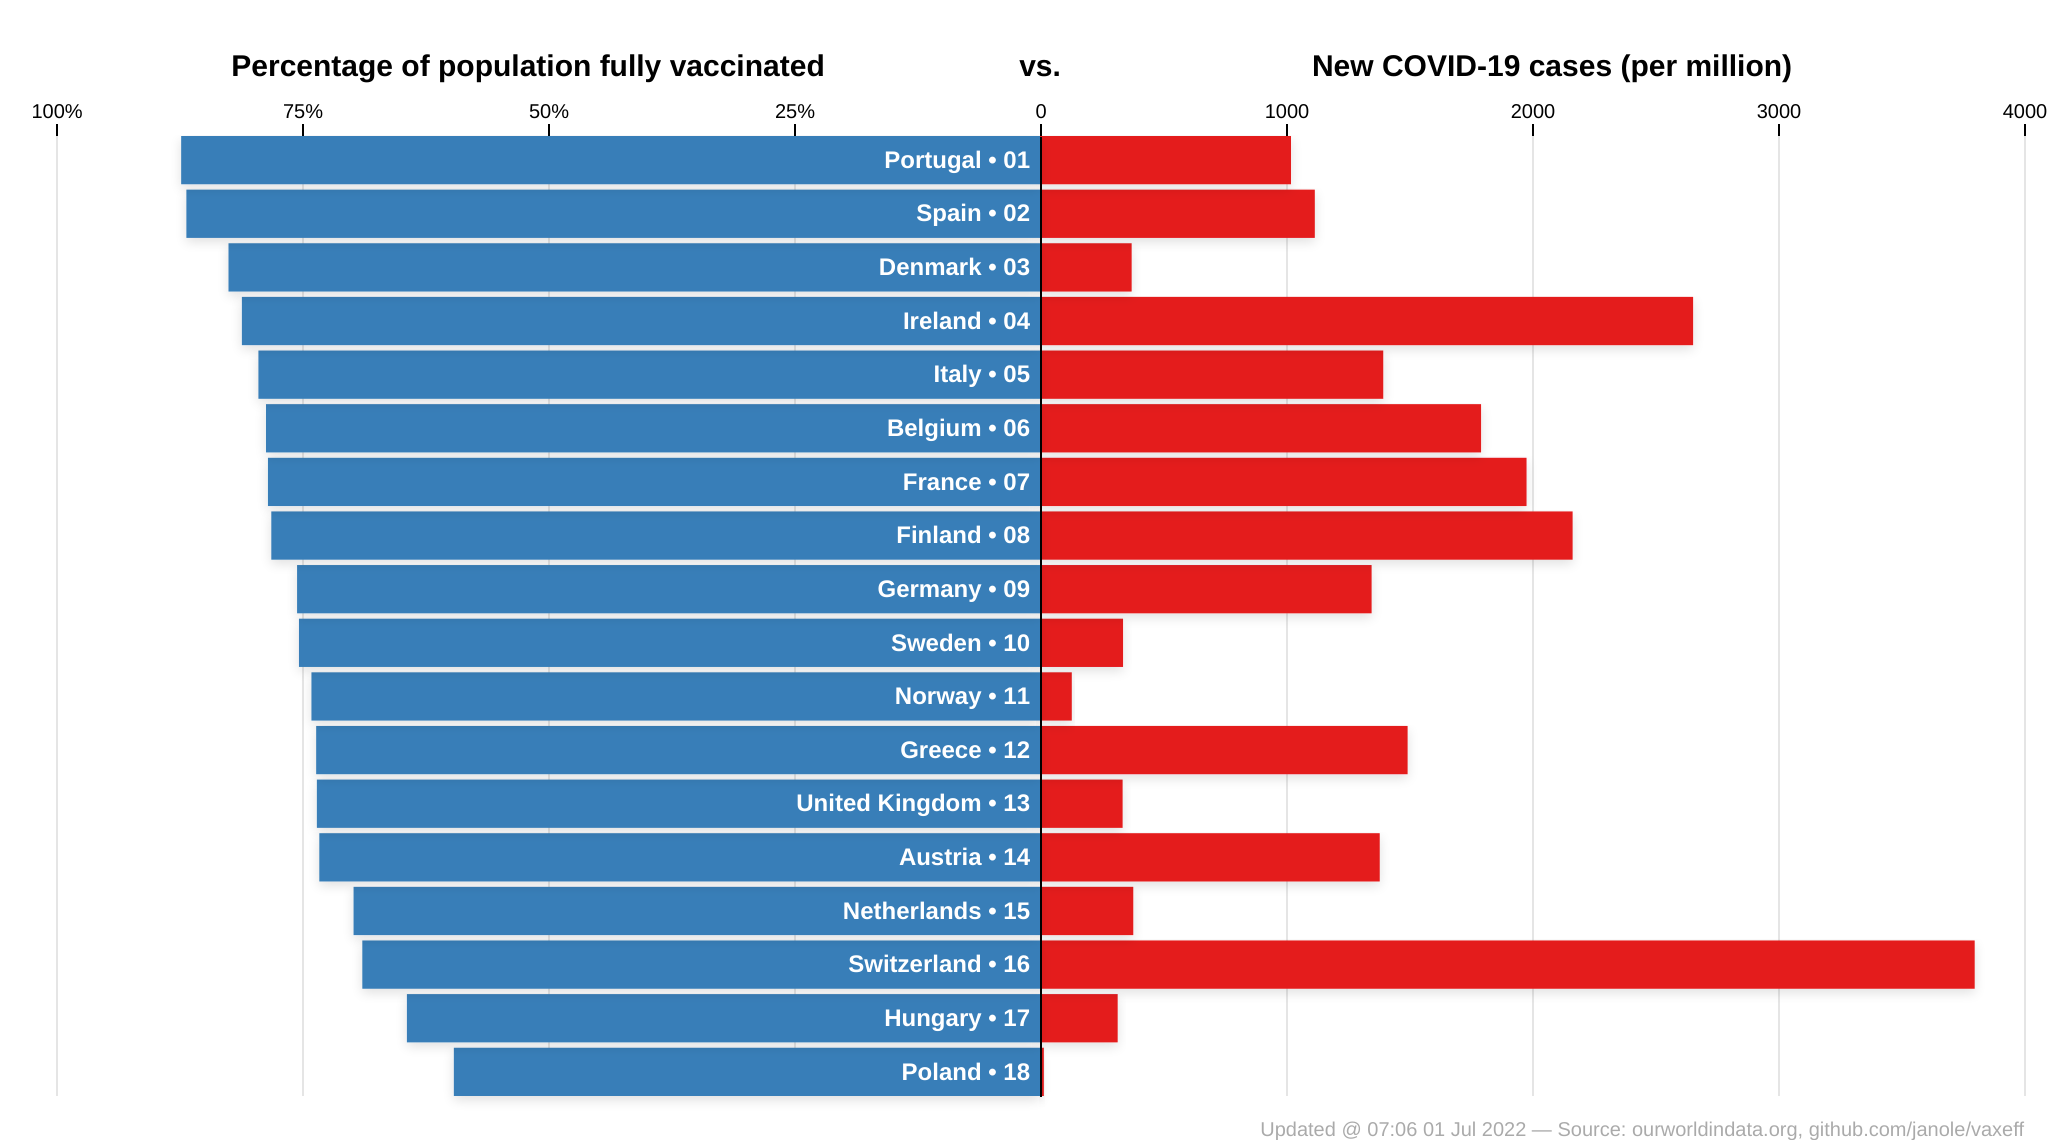 Percentage of population fully vaccinated vs. New COVID-19 cases (per million)
100% 75% 50% 25% 0 1000 2000 3000 4000
Portugal • 01
Spain • 02
Denmark • 03
Ireland • 04
Italy • 05
Belgium • 06
France • 07
Finland • 08
Germany • 09
Sweden • 10
Norway • 11
Greece • 12
United Kingdom • 13
Austria • 14
Netherlands • 15
Switzerland • 16
Hungary • 17
Poland • 18
Updated @ 07:06 01 Jul 2022 — Source: ourworldindata.org, github.com/janole/vaxeff